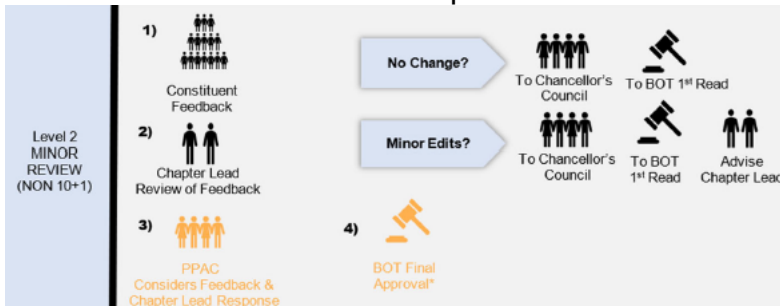 Level 2
MINOR
REVIEW
(NON 10+1)
1)
Constituent
Feedback
2)
Chapter Lead
Review of Feedback
3)
PPAC
Considers Feedback &
Chapter Lead Response
No Change?
To Chancellor's
Council
To BOT 1st Read
Minor Edits?
To Chancellor's
Council
To BOT
1st Read
Advise
Chapter Lead
4)
BOT Final
Approval*